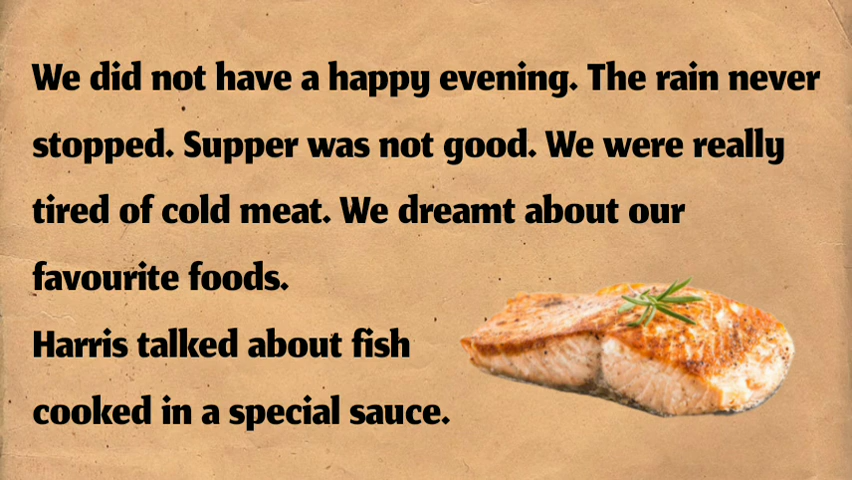 We did not have a happy evening. The rain never
stopped. Supper was not good. We were really
tired of cold meat. We dreamt about our
favourite foods.
Harris talked about fish
cooked in a special sauce.